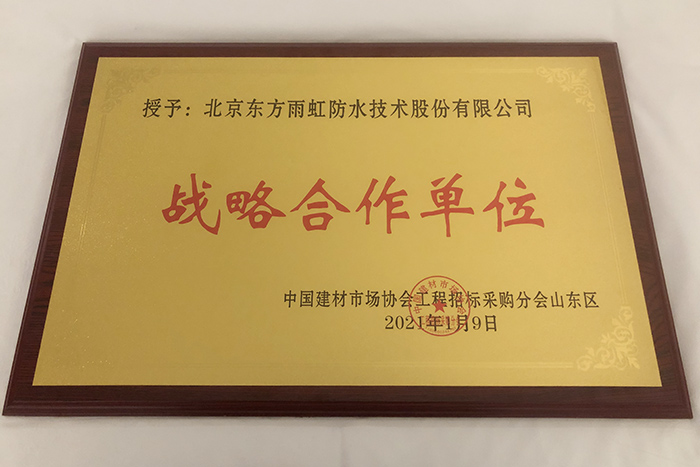 授予：北京东方雨虹防水技术股份有限公司
战略合作单位
中国建材市场协会工程招标采购分会山东区
2021年1月9日